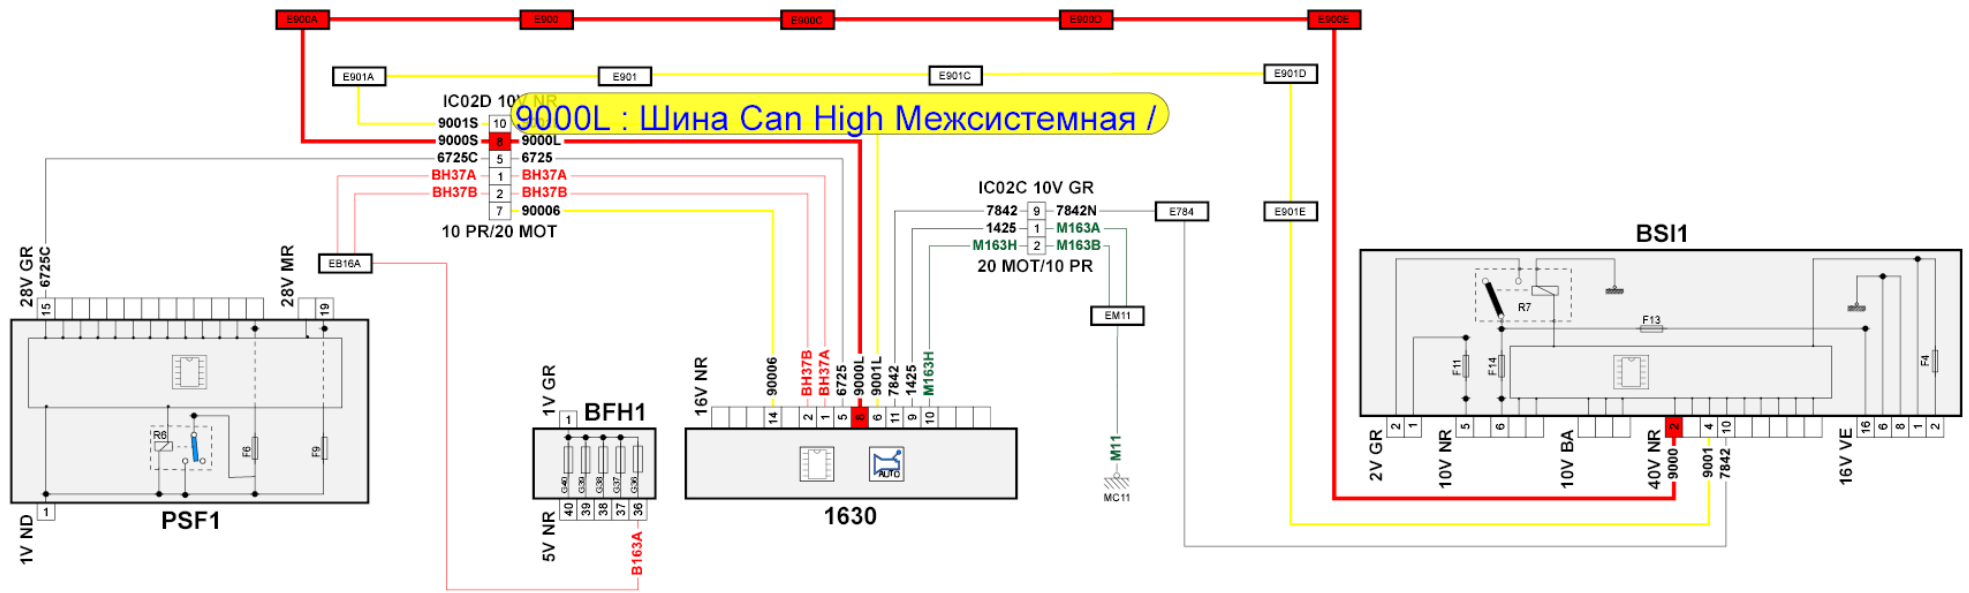 E900A
E900
E900C
E900D
E900E
E901A
E901
E901C
E901D
IC02D 10V NR
9000L : Шина Can High Межсистемная /
9001S 10
9000S 8 9000L
6725C 5 6725
BH37A 1 BH37A
BH37B 2 BH37B
7 90006
10 PR/20 MOT
IC02C 10V GR
7842 9 7842N
1425 1 M163A
M163H 2 M163B
20 MOT/10 PR
E784
E901E
EB16A
EM11
M11
MC11
28V GR
6725C
15
28V MR
19
R6
F6
F9
1
1V ND
PSF1
1V GR
1
BFH1
G40
G39
G38
G37
G36
40
39
38
37
36
5V NR
B163A
16V NR
90006
BH37B
BH37A
6725
9000L
9001L
7842
1425
M163H
14
2
1
5
8
6
11
9
10
AUTO
1630
BSI1
R7
F13
F11
F14
F4
2
1
5
6
2
4
10
16
6
8
1
2
2V GR
10V NR
10V BA
40V NR
9000
9001
7842
16V VE